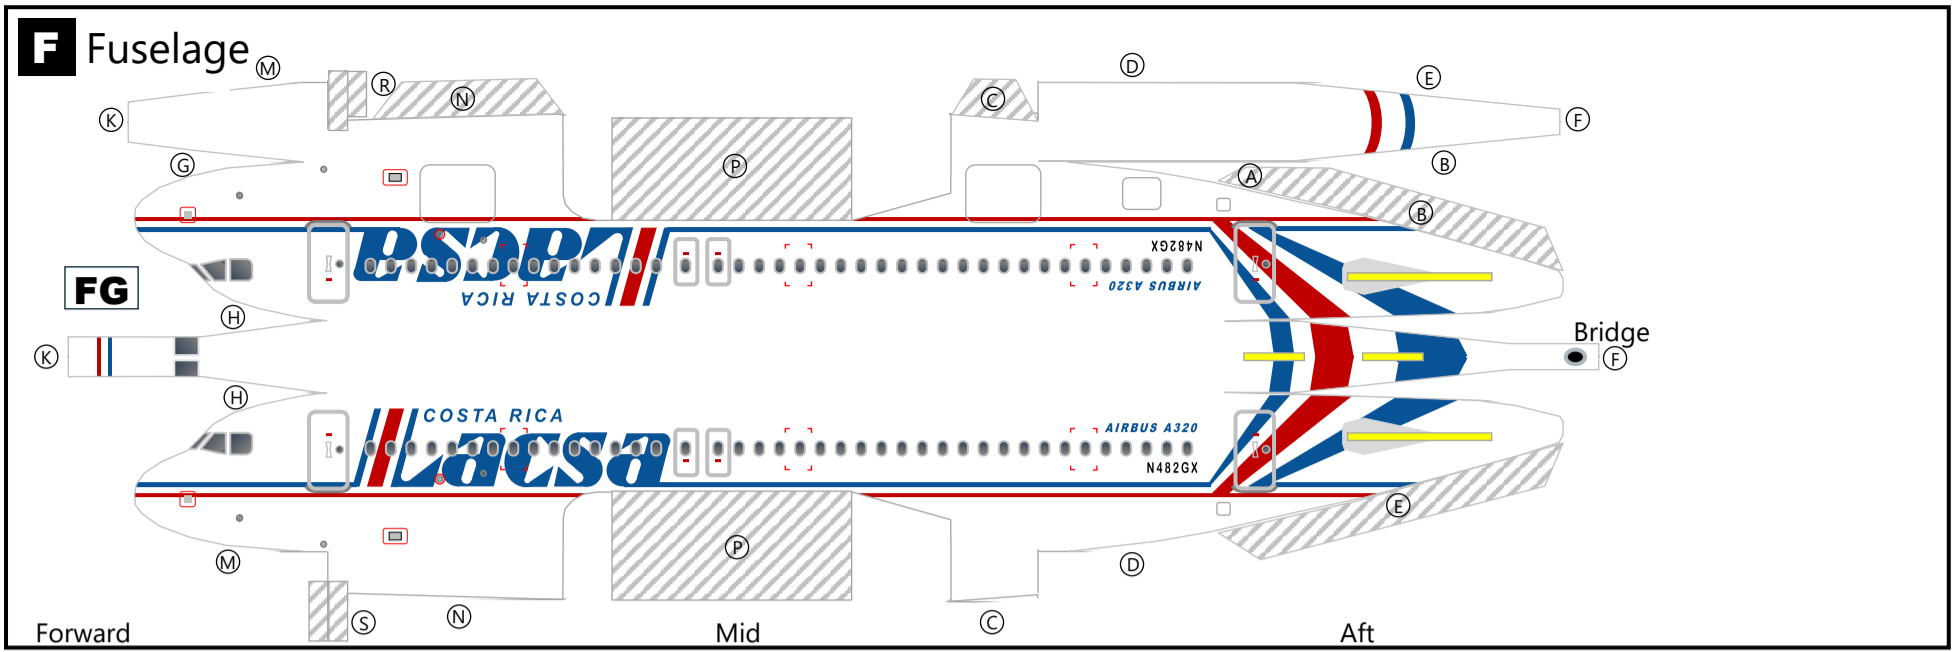 F Fuselage
M
R
N
C
D
E
K
F
G
P
A
B
B
lacsa
COSTA RICA
N482GX
AIRBUS A320
FG
H
K
Bridge
F
H
COSTA RICA
lacsa
AIRBUS A320
N482GX
E
P
M
D
S
N
C
Forward
Mid
Aft